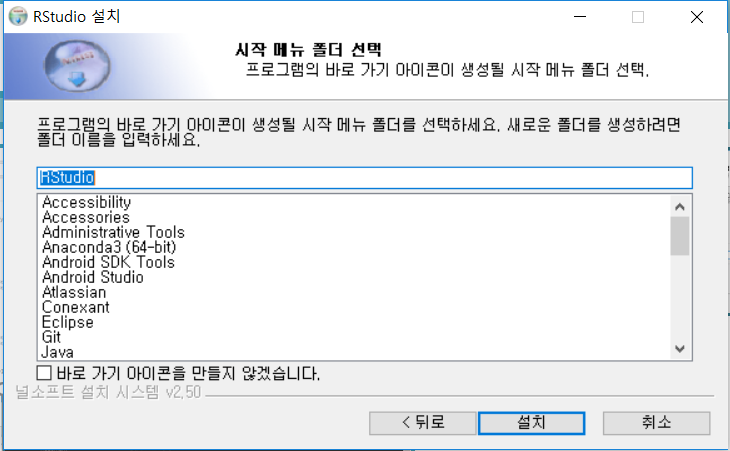 RStudio 설치
시작 메뉴 폴더 선택
프로그램의 바로 가기 아이콘이 생성될 시작 메뉴 폴더 선택.
프로그램의 바로 가기 아이콘이 생성될 시작 메뉴 폴더를 선택하세요. 새로운 폴더를 생성하려면
폴더 이름을 입력하세요.
RStudio
Accessibility
Accessories
Administrative Tools
Anaconda3 (64-bit)
Android SDK Tools
Android Studio
Atlassian
Conexant
Eclipse
Git
Java
바로 가기 아이콘을 만들지 않겠습니다.
널소프트 설치 시스템 v2.50
< 뒤로
설치
취소